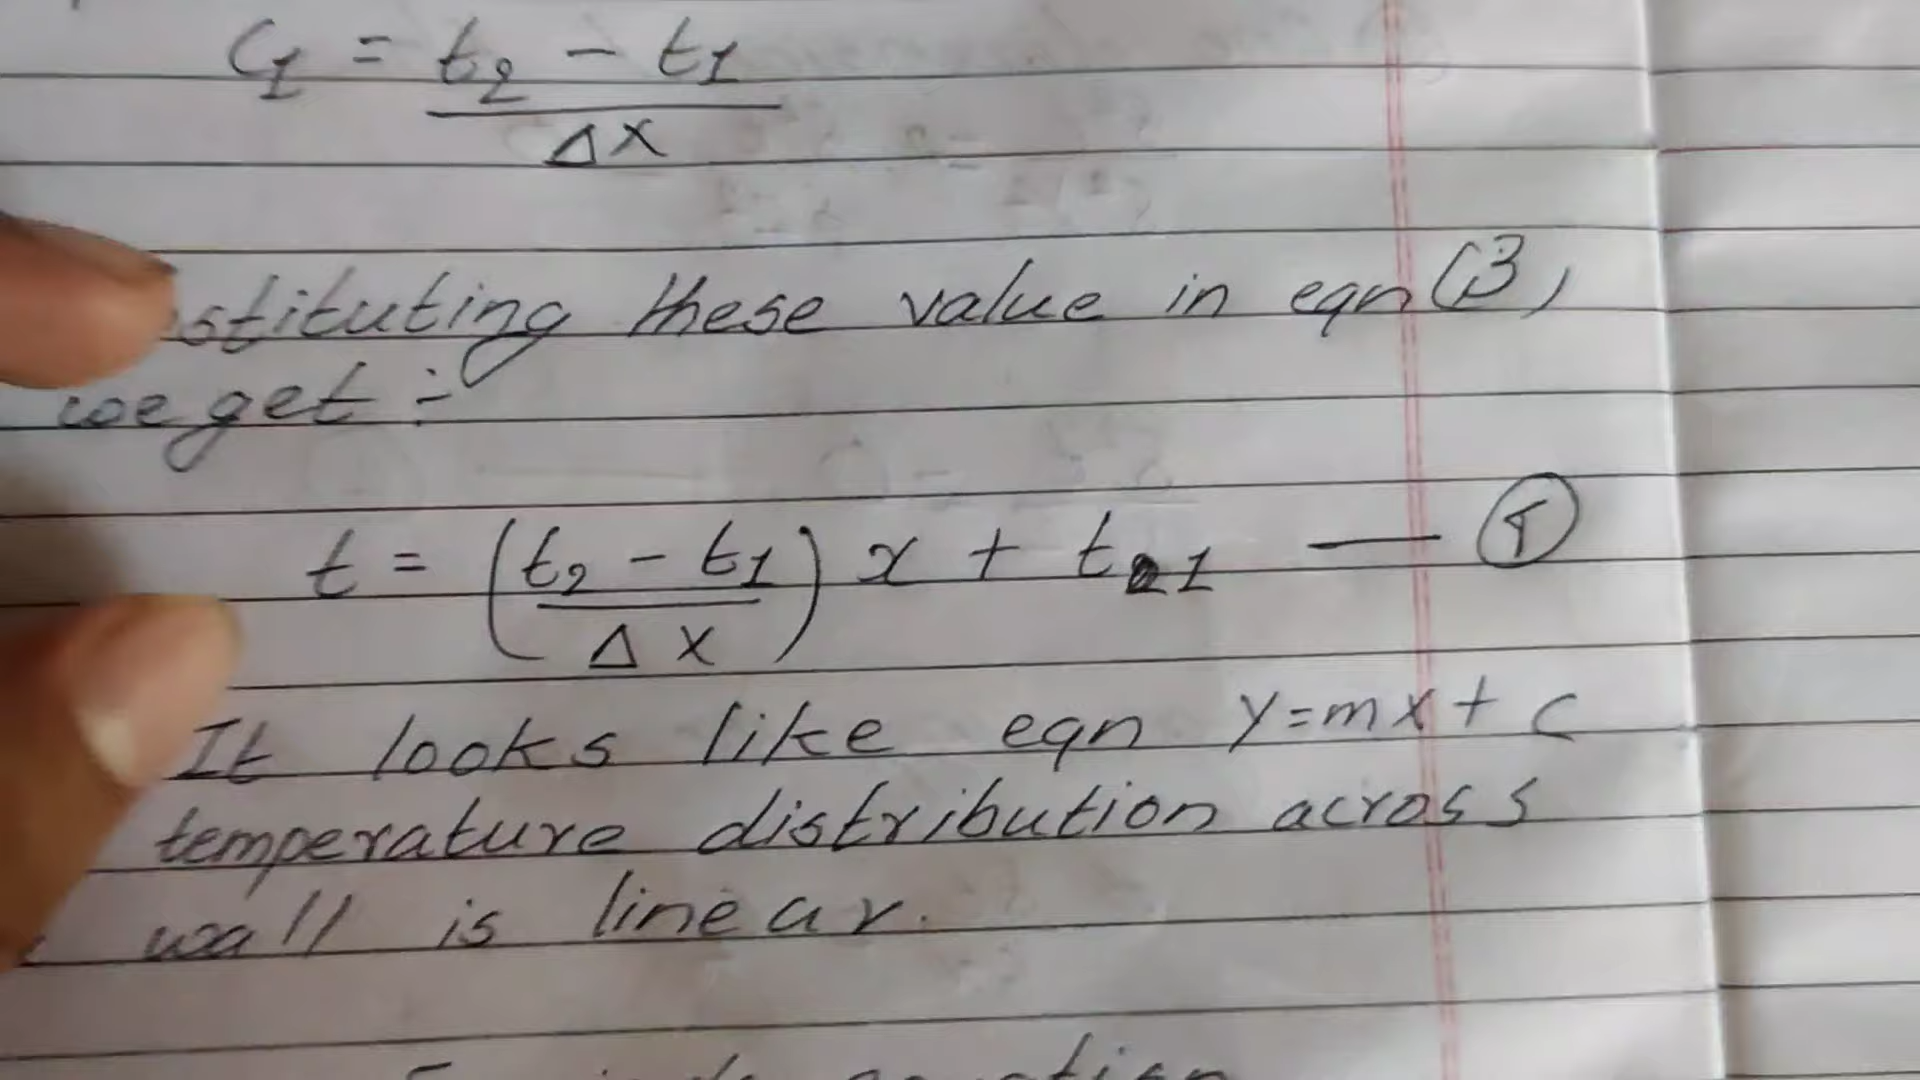 C1 = t2 - t1
Δx
stituting these value in eqn (3),
we get :-
t = (t2 - t1 / Δx) x + t1 —
It looks like eqn y=mx+c
temperature distribution across
wall is linear.